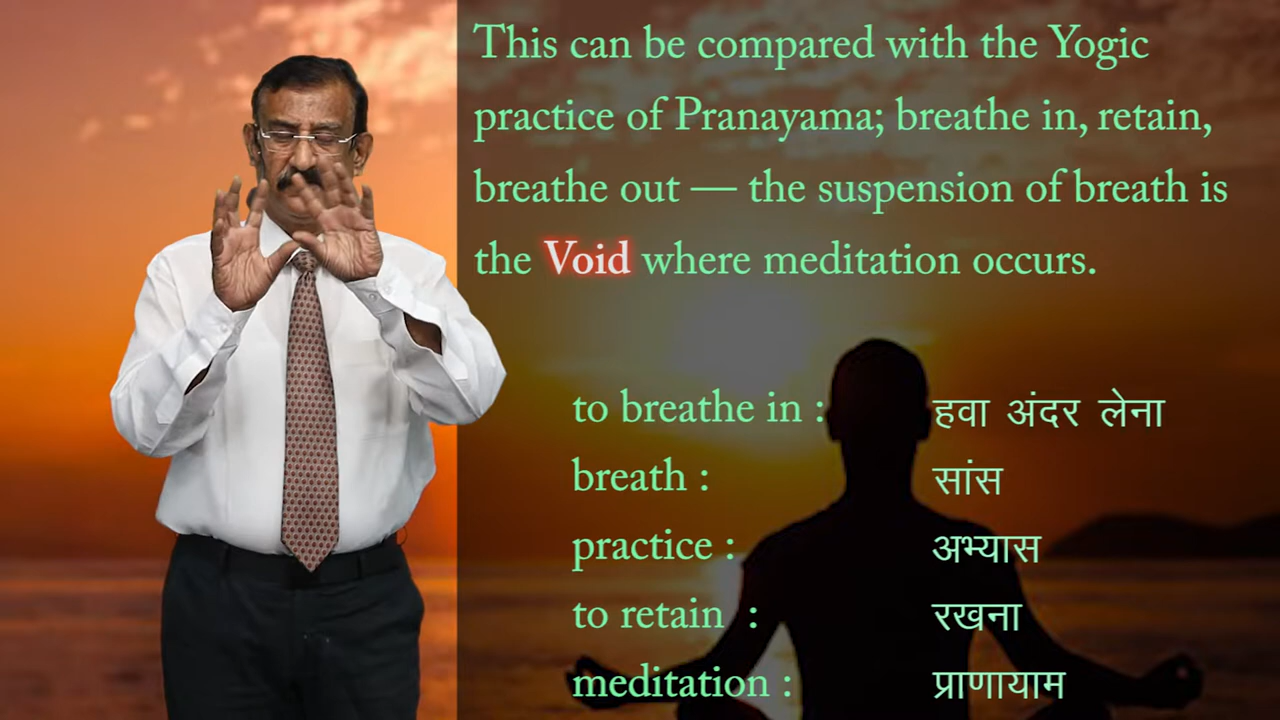 This can be compared with the Yogic
practice of Pranayama; breathe in, retain,
breathe out — the suspension of breath is
the Void where meditation occurs.
to breathe in : हवा अंदर लेना
breath : सांस
practice : अभ्यास
to retain : रखना
meditation : प्राणायाम